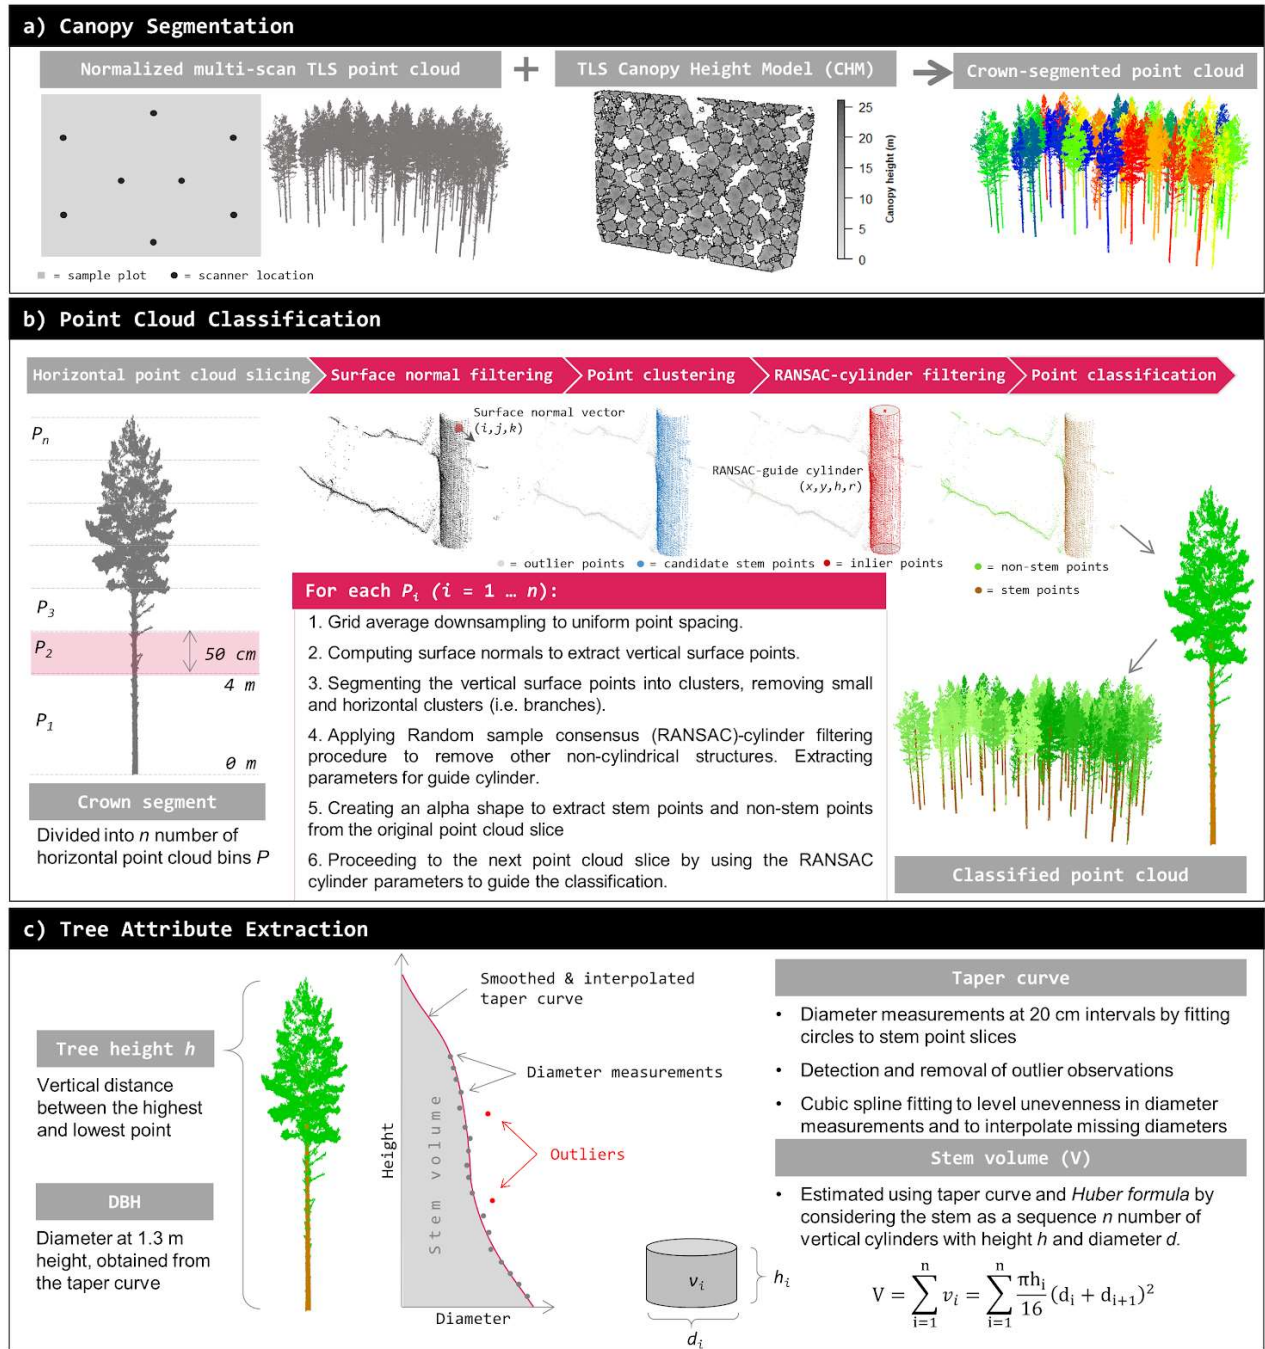 a) Canopy Segmentation
Normalized multi-scan TLS point cloud
+
TLS Canopy Height Model (CHM)
Crown-segmented point cloud
25
20
15
10
5
0
Canopy height (m)
= sample plot
= scanner location
b) Point Cloud Classification
Horizontal point cloud slicing
Surface normal filtering
Point clustering
RANSAC-cylinder filtering
Point classification
Pn
P3
P2
50 cm
4 m
P1
0 m
Surface normal vector
(i,j,k)
RANSAC-guide cylinder
(x,y,h,r)
= outlier points
= candidate stem points
= inlier points
= non-stem points
= stem points
Crown segment
Divided into n number of
horizontal point cloud bins P
For each Pi (i = 1 … n):
1. Grid average downsampling to uniform point spacing.
2. Computing surface normals to extract vertical surface points.
3. Segmenting the vertical surface points into clusters, removing small
and horizontal clusters (i.e. branches).
4. Applying Random sample consensus (RANSAC)-cylinder filtering
procedure to remove other non-cylindrical structures. Extracting
parameters for guide cylinder.
5. Creating an alpha shape to extract stem points and non-stem points
from the original point cloud slice
6. Proceeding to the next point cloud slice by using the RANSAC
cylinder parameters to guide the classification.
Classified point cloud
c) Tree Attribute Extraction
Tree height h
Vertical distance
between the highest
and lowest point
DBH
Diameter at 1.3 m
height, obtained from
the taper curve
Smoothed & interpolated
taper curve
Diameter measurements
Outliers
Height
Stem volume
Diameter
vi
hi
di
Taper curve
• Diameter measurements at 20 cm intervals by fitting
circles to stem point slices
• Detection and removal of outlier observations
• Cubic spline fitting to level unevenness in diameter
measurements and to interpolate missing diameters
Stem volume (V)
• Estimated using taper curve and Huber formula by
considering the stem as a sequence n number of
vertical cylinders with height h and diameter d.
V = ∑_{i=1}^{n} v_i = ∑_{i=1}^{n} πh_i/16 (d_i + d_{i+1})²